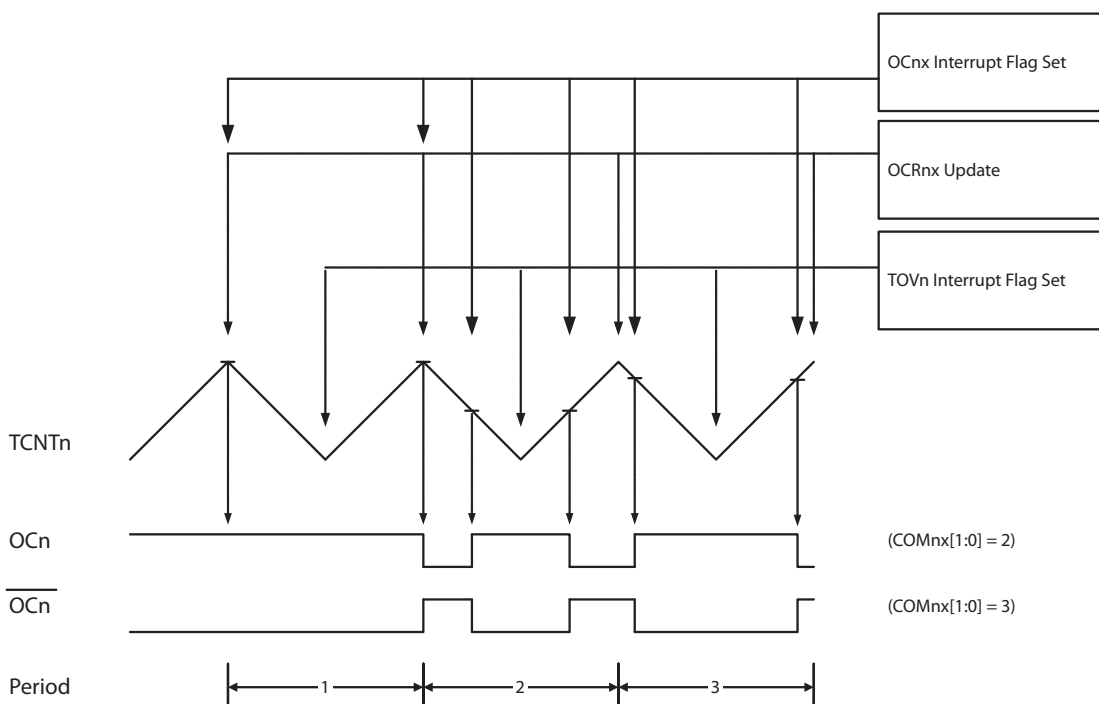 OCnx Interrupt Flag Set
OCRnx Update
TOVn Interrupt Flag Set
TCNTn
OCn
(COMnx[1:0] = 2)
OCn
(COMnx[1:0] = 3)
Period
1
2
3